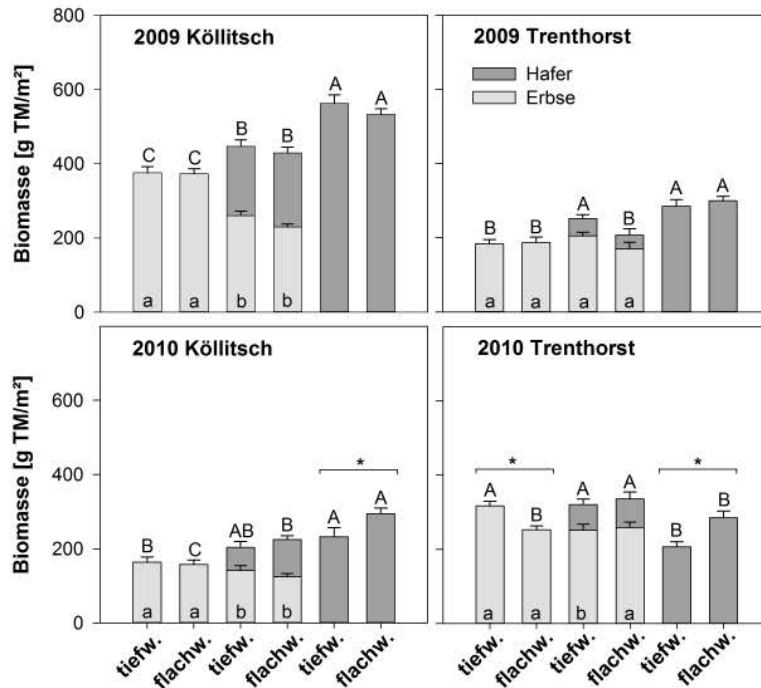 800
600
400
200
0
Biomasse [g TM/m²]
2009 Köllitsch
C C B B A A
a a b b
2009 Trenthorst
Hafer
Erbse
B B A B A A
a a a a
600
400
200
0
Biomasse [g TM/m²]
2010 Köllitsch
*
B C AB B A A
a a b b
2010 Trenthorst
* *
A B A A B B
a a b a
tiefw. flachw. tiefw. flachw. tiefw. flachw.
tiefw. flachw. tiefw. flachw. tiefw. flachw.